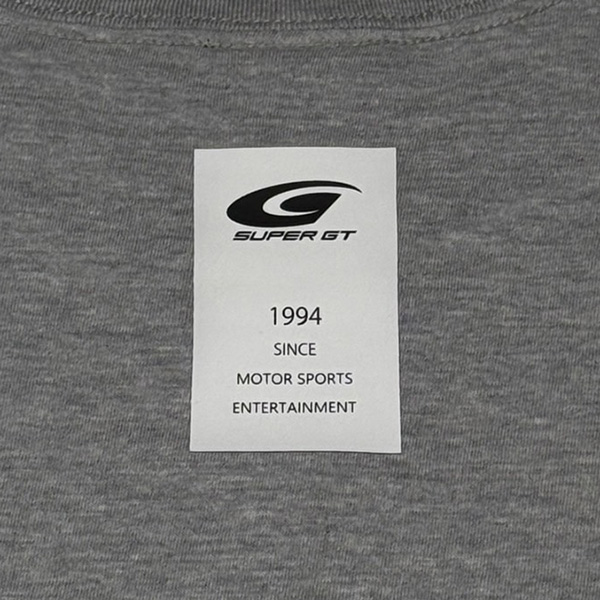 SUPER GT
1994
SINCE
MOTOR SPORTS
ENTERTAINMENT